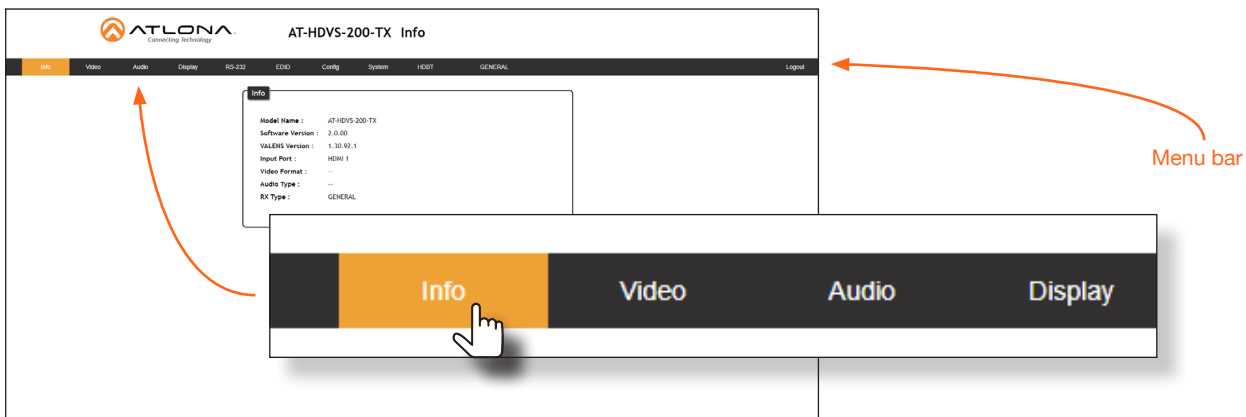 ATLONA.
Connecting Technology
AT-HDVS-200-TX Info
Info Video Audio Display RS-232 EDID Config System HDBT GENERAL Logout
Info
Model Name : AT-HDVS-200-TX
Software Version : 2.0.00
VALENS Version : 1.30.92.1
Input Port : HDMI 1
Video Format : --
Audio Type : --
RX Type : GENERAL
Menu bar
Info Video Audio Display